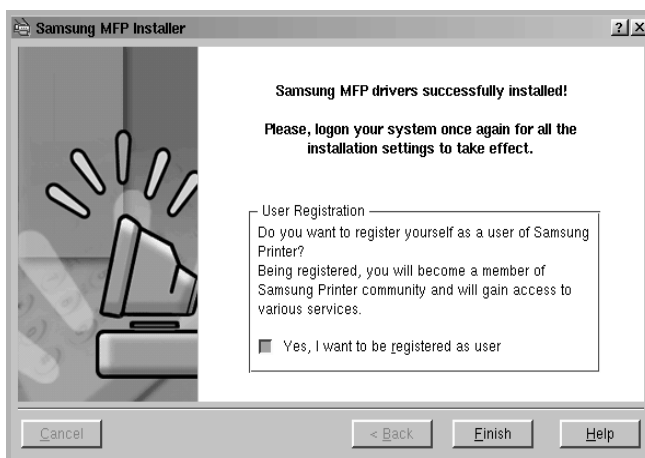 Samsung MFP Installer
Samsung MFP drivers successfully installed!
Please, logon your system once again for all the
installation settings to take effect.
User Registration
Do you want to register yourself as a user of Samsung
Printer?
Being registered, you will become a member of
Samsung Printer community and will gain access to
various services.
Yes, I want to be registered as user
Cancel
< Back
Finish
Help